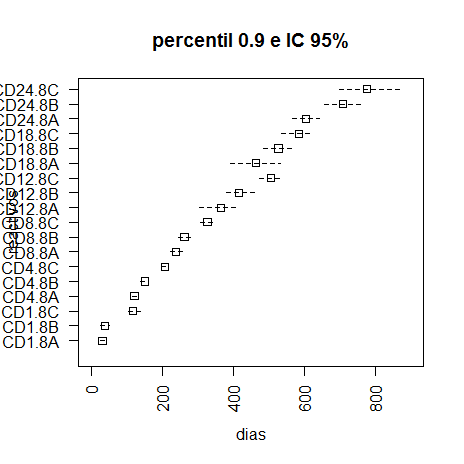 percentil 0.9 e IC 95%
CD24.8C
CD24.8B
CD24.8A
CD18.8C
CD18.8B
CD18.8A
CD12.8C
CD12.8B
CD12.8A
CD8.8C
CD8.8B
CD8.8A
CD4.8C
CD4.8B
CD4.8A
CD1.8C
CD1.8B
CD1.8A
0
200
400
600
800
dias